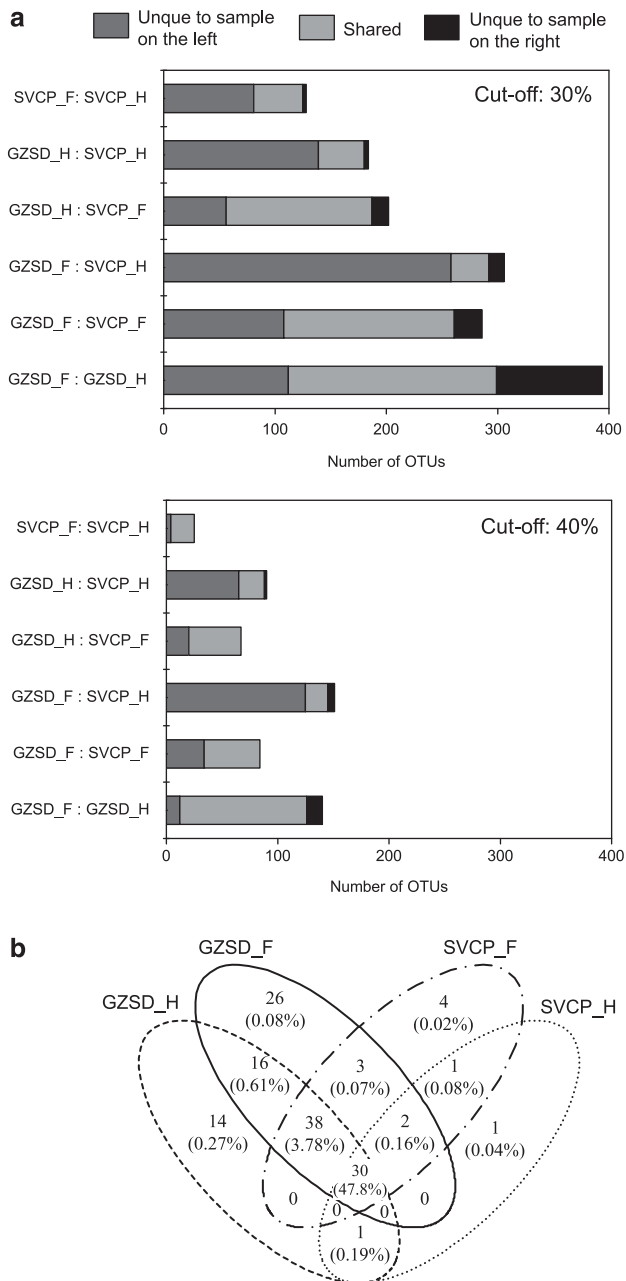 a
Unque to sample
on the left
Shared
Unque to sample
on the right
Cut-off: 30%
SVCP_F: SVCP_H
GZSD_H : SVCP_H
GZSD_H : SVCP_F
GZSD_F : SVCP_H
GZSD_F : SVCP_F
GZSD_F : GZSD_H
0 100 200 300 400
Number of OTUs
Cut-off: 40%
SVCP_F: SVCP_H
GZSD_H : SVCP_H
GZSD_H : SVCP_F
GZSD_F : SVCP_H
GZSD_F : SVCP_F
GZSD_F : GZSD_H
0 100 200 300 400
Number of OTUs
b
GZSD_F
SVCP_F
GZSD_H
SVCP_H
26
(0.08%)
4
(0.02%)
16
(0.61%)
3
(0.07%)
1
(0.08%)
14
(0.27%)
38
(3.78%)
2
(0.16%)
1
(0.04%)
30
(47.8%)
0
0
0
0
1
(0.19%)